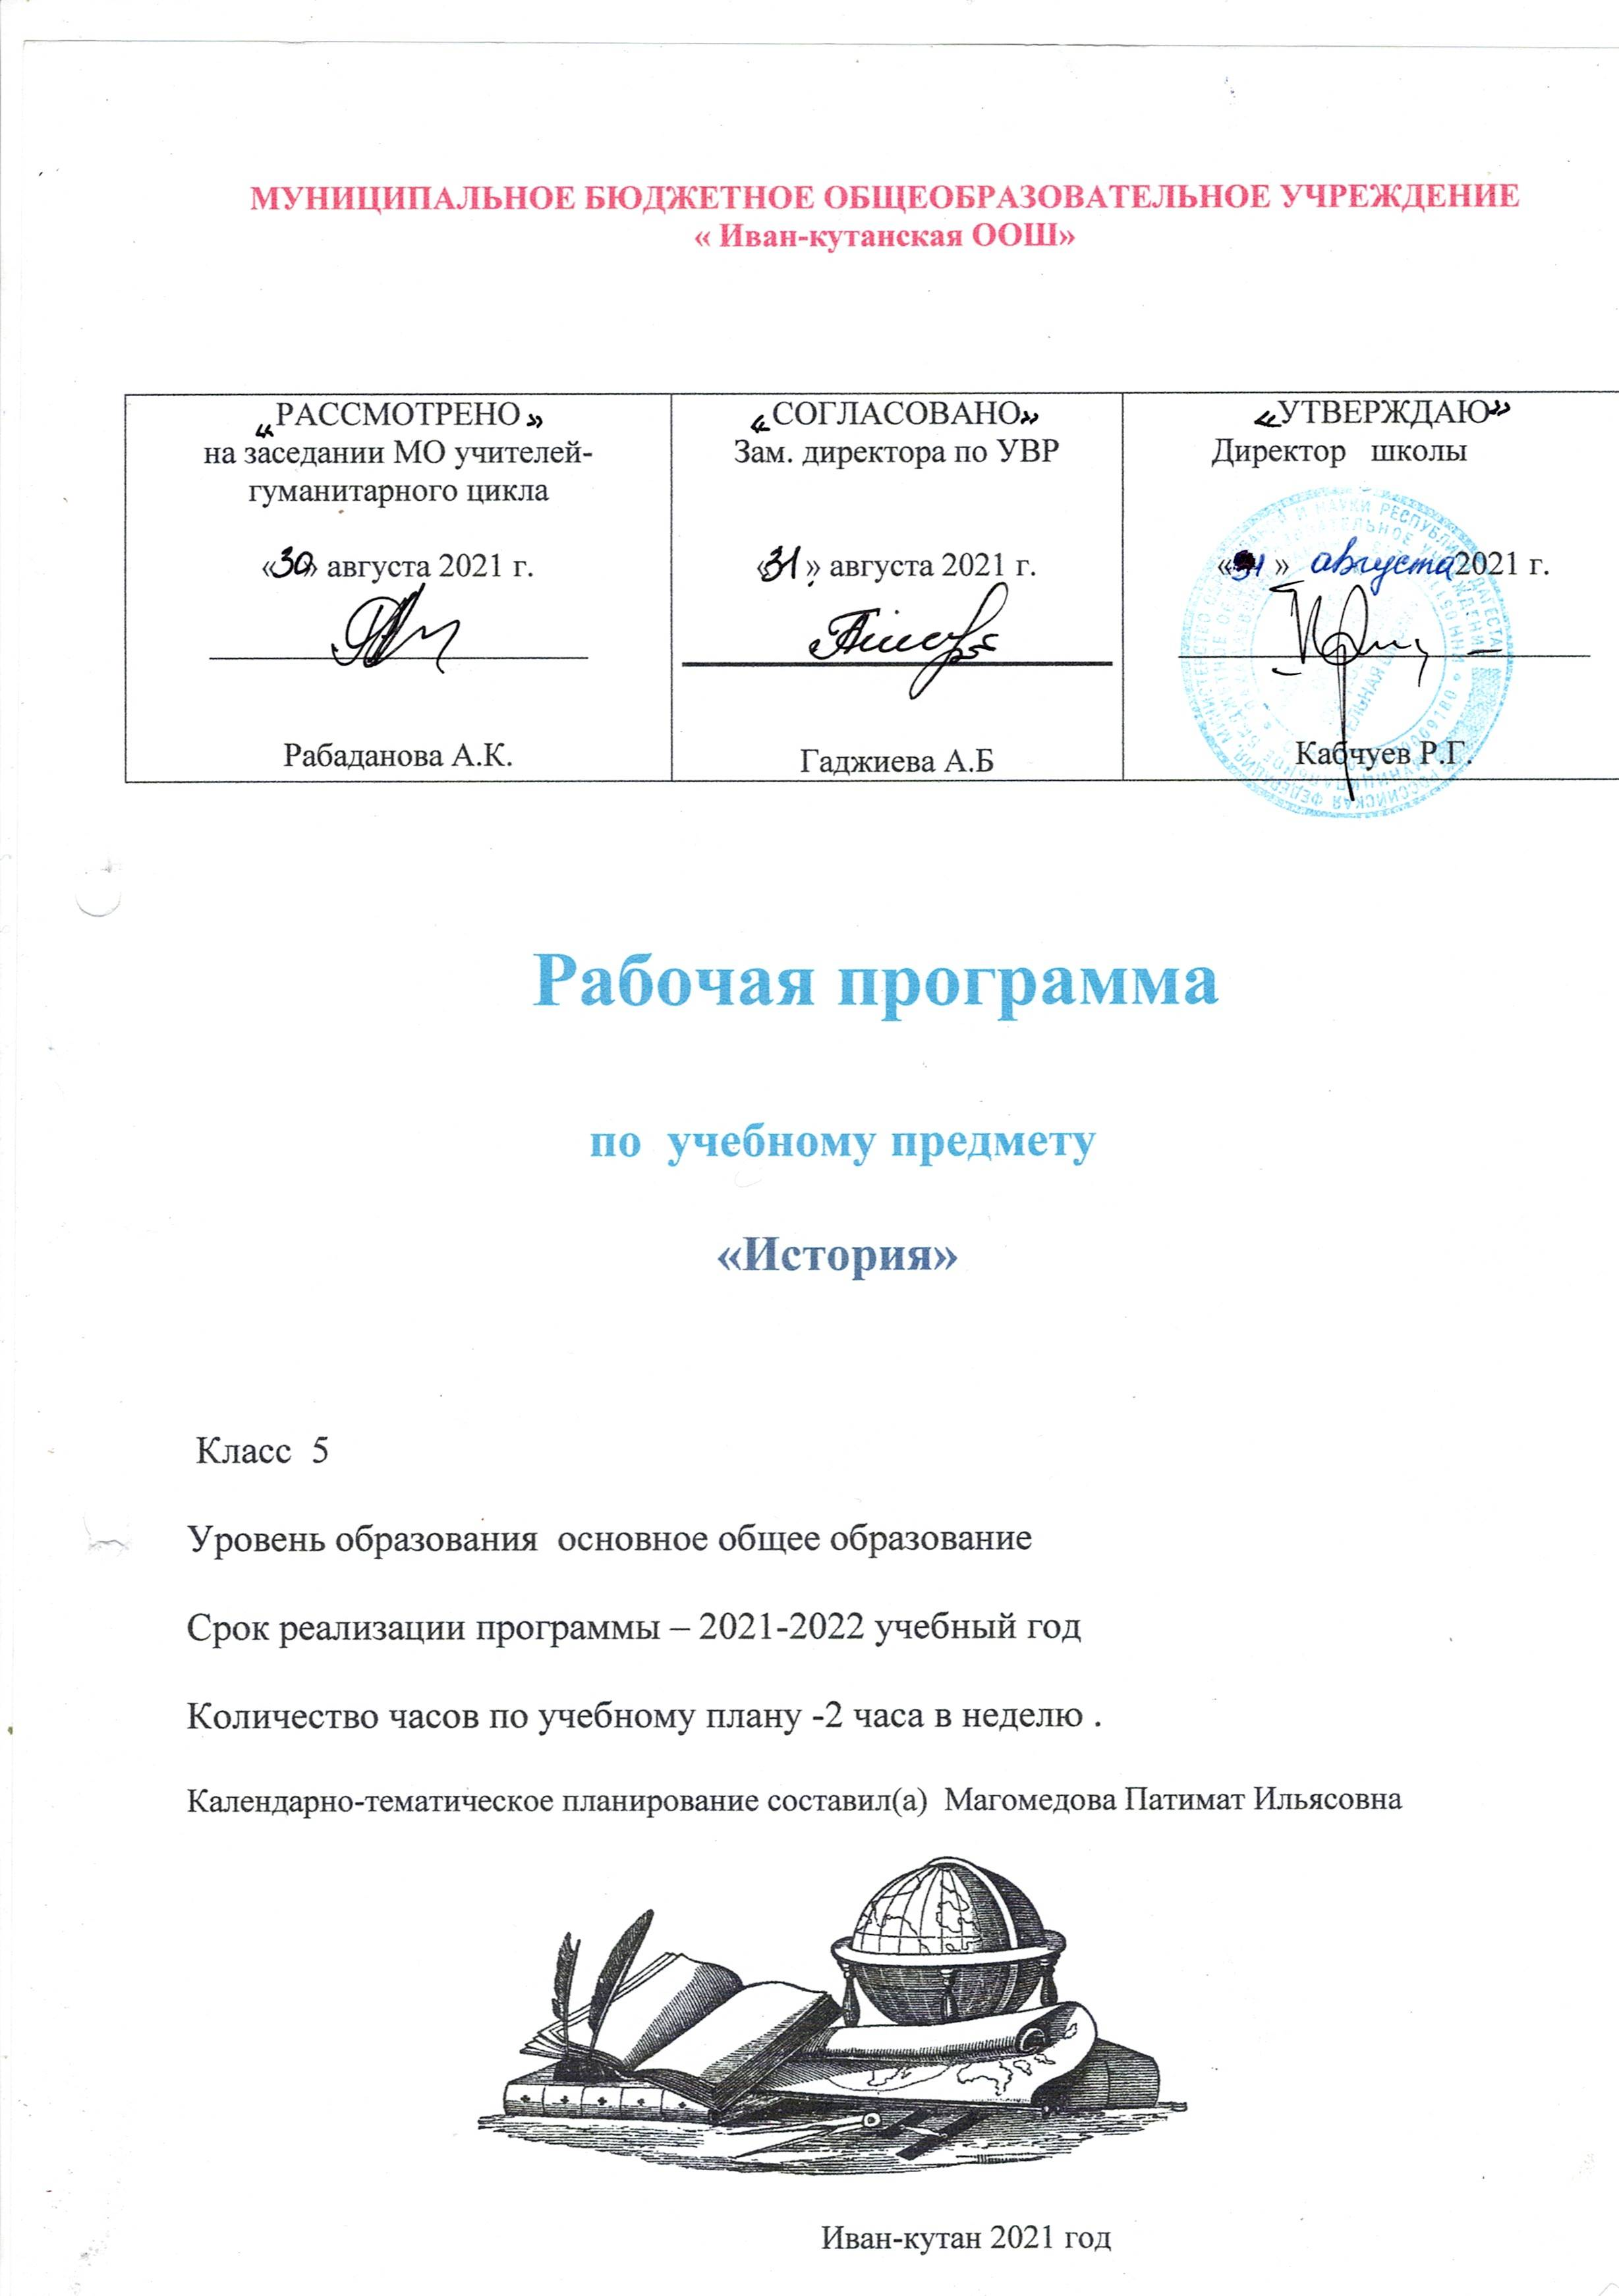 МУНИЦИПАЛЬНОЕ БЮДЖЕТНОЕ ОБЩЕОБРАЗОВАТЕЛЬНОЕ УЧРЕЖДЕНИЕ
« Иван-кутанская ООШ»
„РАССМОТРЕНО»
на заседании МО учителей-
гуманитарного цикла
«30» августа 2021 г.
Рабаданова А.К.
«СОГЛАСОВАНО»
Зам. директора по УВР
«31» августа 2021 г.
Гаджиева А.Б
«УТВЕРЖДАЮ»
Директор школы
«31 » августа 2021 г.
Кабчуев Р.Г.
Рабочая программа
по учебному предмету
«История»
Класс 5
Уровень образования основное общее образование
Срок реализации программы – 2021-2022 учебный год
Количество часов по учебному плану -2 часа в неделю .
Календарно-тематическое планирование составил(а) Магомедова Патимат Ильясовна
Иван-кутан 2021 год